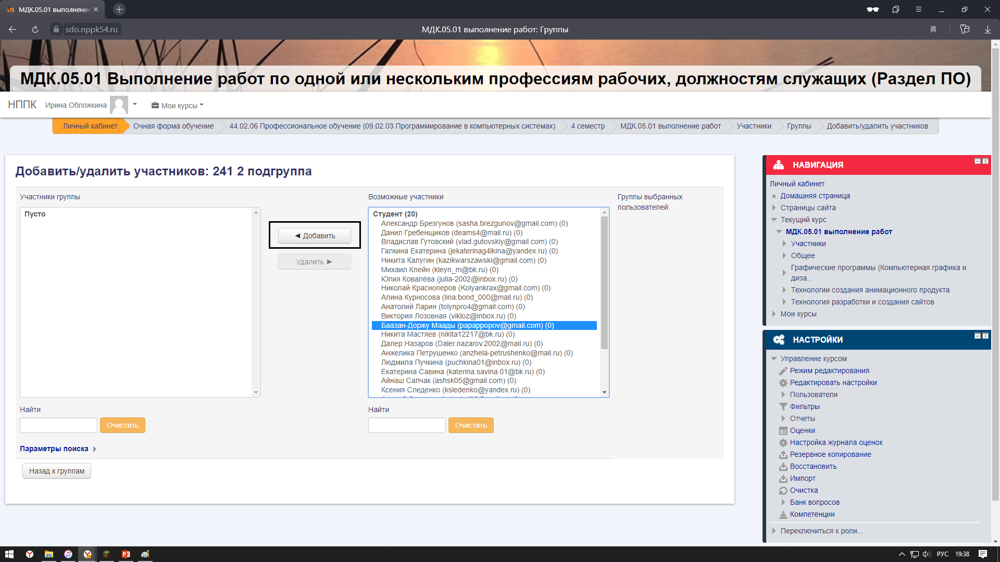 МДК.05.01 выполнение
sdo.nppk54.ru
МДК.05.01 выполнение работ: Группы
МДК.05.01 Выполнение работ по одной или нескольким профессиям рабочих, должностям служащих (Раздел ПО)
НППК Ирина Обложкина Мои курсы
Личный кабинет Очная форма обучение 44.02.06 Профессиональное обучение (09.02.03 Программирование в компьютерных системах) 4 семестр МДК.05.01 выполнение работ Участники Группы Добавить/удалить участников
Добавить/удалить участников: 241 2 подгруппа
Участники группы
Пусто
◄ Добавить
Удалить ►
Возможные участники
Студент (20)
Александр Брезгунов (sasha.brezgunov@gmail.com) (0)
Данил Гребенщиков (deams4@mail.ru) (0)
Владислав Гутовский (vlad.gutovskiy@gmail.com) (0)
Галкина Екатерина (jekaterinag4lkina@yandex.ru) (0)
Никита Калугин (kazikwarszawski@gmail.com) (0)
Михаил Клейн (kleyn_m@bk.ru) (0)
Юлия Ковалёва (julia-2002@inbox.ru) (0)
Николай Красноперов (Kolyankrax@gmail.com) (0)
Алина Курносова (lina.bond_000@mail.ru) (0)
Анатолий Ларин (tolynpro4@gmail.com) (0)
Виктория Лозовная (vikloz@inbox.ru) (0)
Баазан-Доржу Маады (papappopov@gmail.com) (0)
Никита Мастяев (nikita12217@bk.ru) (0)
Далер Назаров (Daler.nazarov.2002@mail.ru) (0)
Анжелика Петрушенко (anzhela-petrushenko@mail.ru) (0)
Людмила Пучкина (puchkina01@inbox.ru) (0)
Екатерина Савина (katerina.savina.01@bk.ru) (0)
Айнаш Салчак (ashsk05@gmail.com) (0)
Ксения Следенко (ksledenko@yandex.ru) (0)
Группы выбранных
пользователей:
Найти
Очистить
Найти
Очистить
Параметры поиска
Назад к группам
НАВИГАЦИЯ
Личный кабинет
Домашняя страница
Страницы сайта
Текущий курс
МДК.05.01 выполнение работ
Участники
Общее
Графические программы (Компьютерная графика и
диза...
Технологии создания анимационного продукта
Технология разработки и создания сайтов
Мои курсы
НАСТРОЙКИ
Управление курсом
Режим редактирования
Редактировать настройки
Пользователи
Фильтры
Отчеты
Оценки
Настройка журнала оценок
Резервное копирование
Восстановить
Импорт
Очистка
Банк вопросов
Компетенции
Переключиться к роли...
РУС 19:38